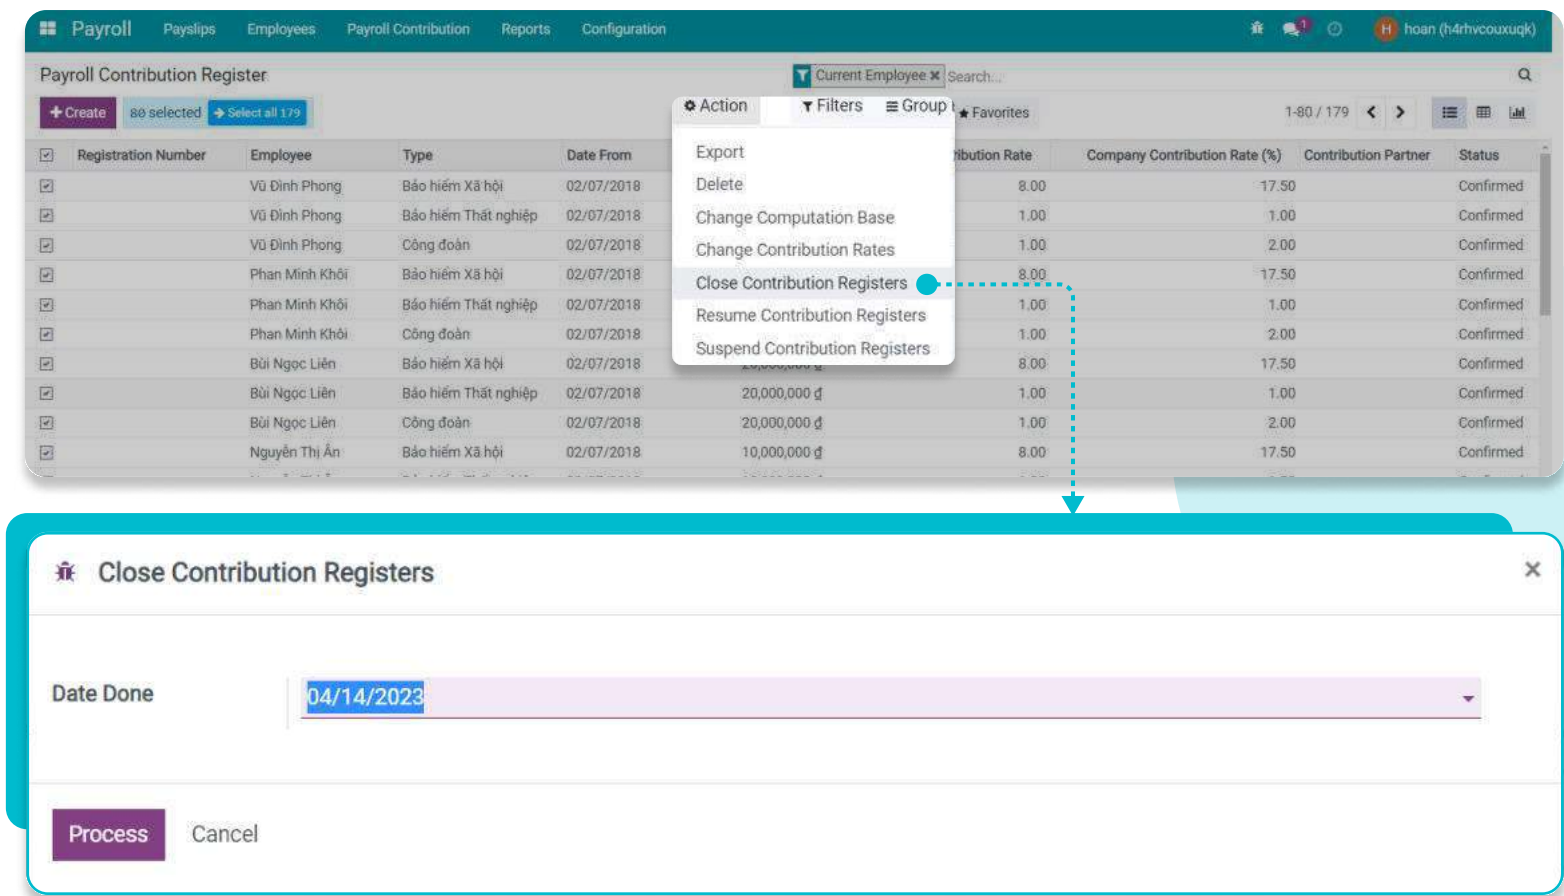 Payroll Payslips Employees Payroll Contribution Reports Configuration 1 H hoan (h4rhvcouxuqk)
Payroll Contribution Register Current Employee Search...
Create 80 selected Select all 179 Action Filters Group Favorites 1-80 / 179
Registration Number Employee Type Date From Export Rate Company Contribution Rate (%) Contribution Partner Status
Vũ Đình Phong Bảo hiểm Xã hội 02/07/2018 Delete 8.00 17.50 Confirmed
Vũ Đình Phong Bảo hiểm Thất nghiệp 02/07/2018 Change Computation Base 1.00 1.00 Confirmed
Vũ Đình Phong Công đoàn 02/07/2018 Change Contribution Rates 1.00 2.00 Confirmed
Phan Minh Khôi Bảo hiểm Xã hội 02/07/2018 Close Contribution Registers 8.00 17.50 Confirmed
Phan Minh Khôi Bảo hiểm Thất nghiệp 02/07/2018 Resume Contribution Registers 1.00 1.00 Confirmed
Phan Minh Khôi Công đoàn 02/07/2018 Suspend Contribution Registers 1.00 2.00 Confirmed
Bùi Ngọc Liên Bảo hiểm Xã hội 02/07/2018 8.00 17.50 Confirmed
Bùi Ngọc Liên Bảo hiểm Thất nghiệp 02/07/2018 20,000,000 ₫ 1.00 1.00 Confirmed
Bùi Ngọc Liên Công đoàn 02/07/2018 20,000,000 ₫ 1.00 2.00 Confirmed
Nguyễn Thị Ân 02/07/2018 Bảo hiểm Xã hội 10,000,000 ₫ 8.00 17.50 Confirmed
Close Contribution Registers
Date Done 04/14/2023
Process Cancel